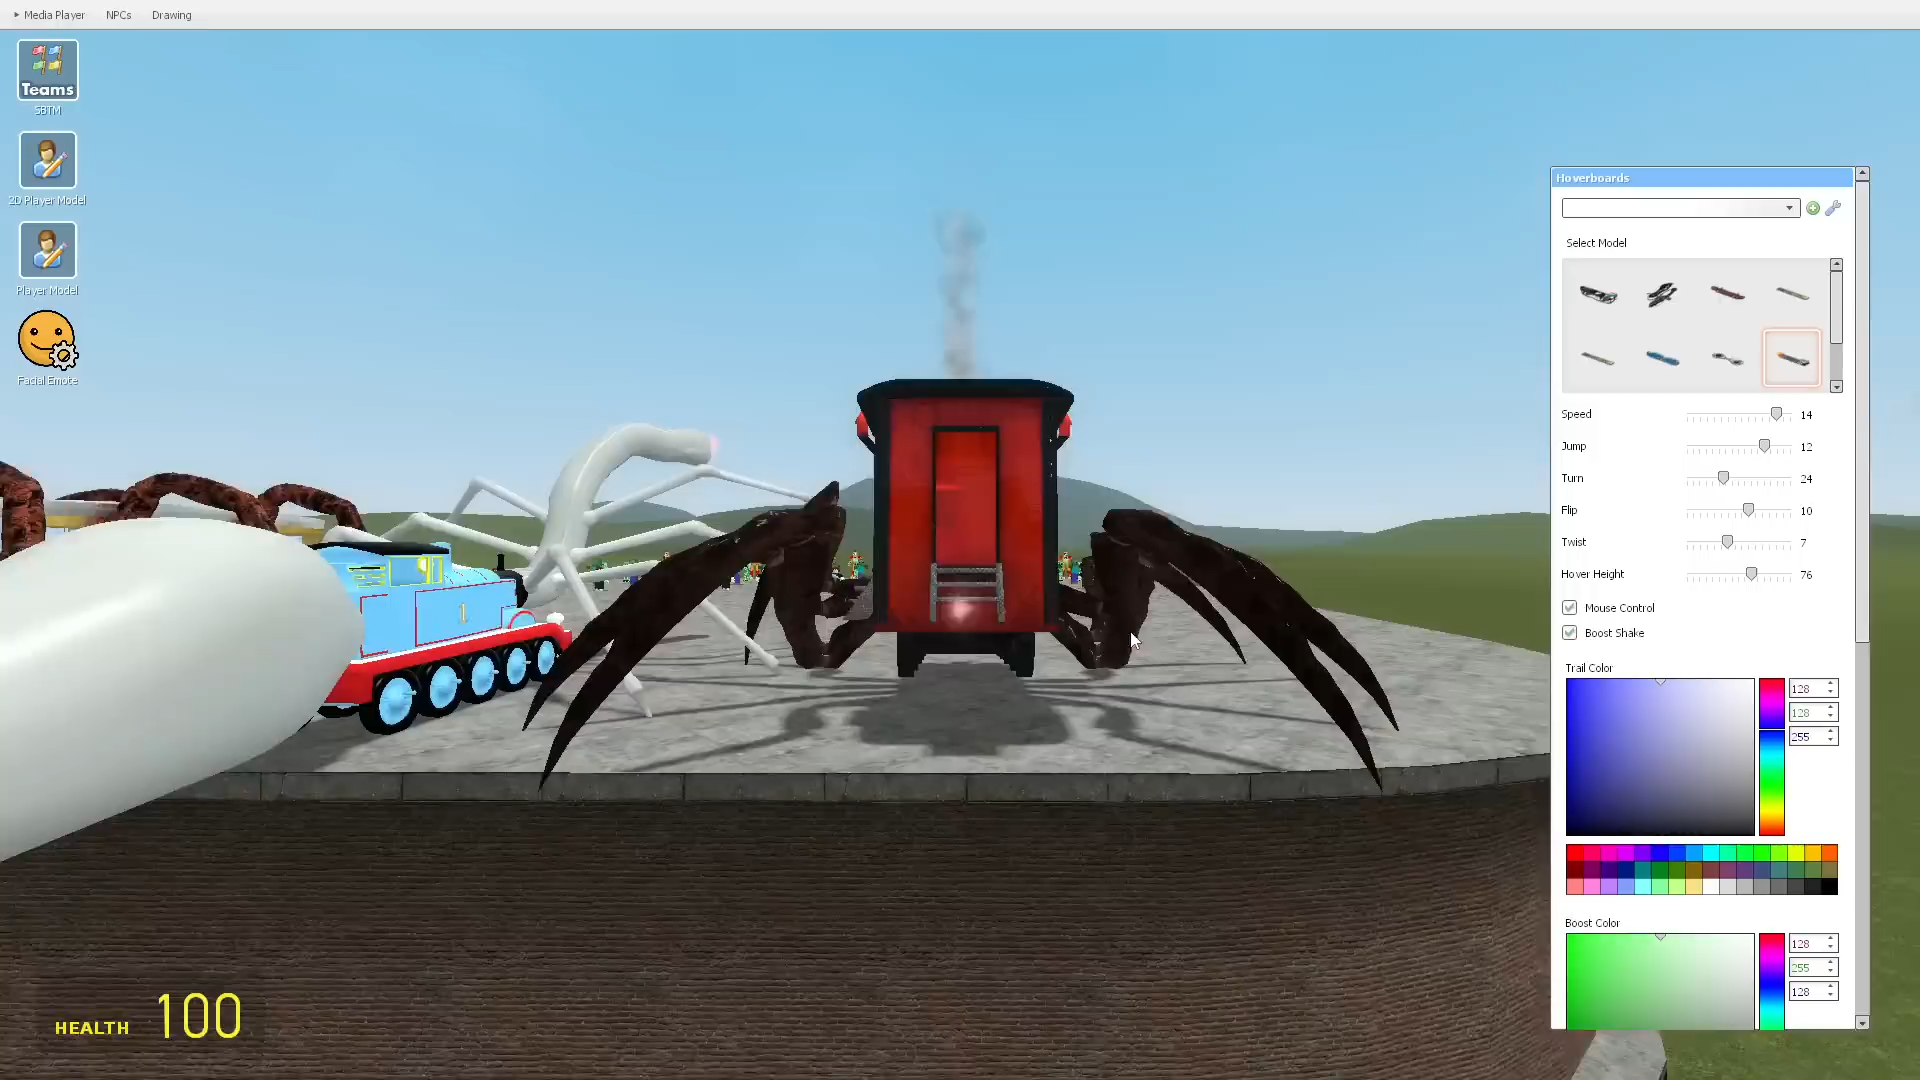 Media Player NPCs Drawing
Teams
SBTM
2D Player Model
Player Model
Facial Emote
1
HEALTH 100
Hoverboards
Select Model
Speed 14
Jump 12
Turn 24
Flip 10
Twist 7
Hover Height 76
Mouse Control
Boost Shake
Trail Color
128
128
255
Boost Color
128
255
128